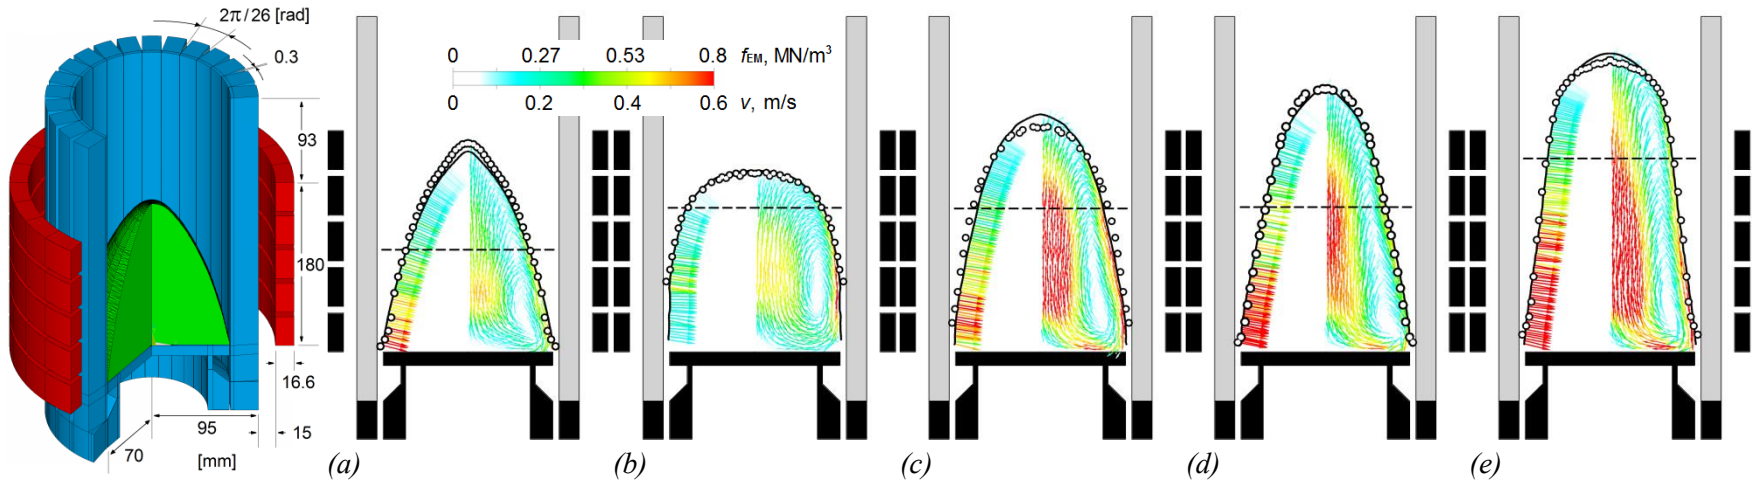 2π/26 [rad]
0.3
93
180
16.6
95
15
70
[mm]
0 0.27 0.53 0.8 fEM, MN/m³
0 0.2 0.4 0.6 v, m/s
(a) (b) (c) (d) (e)